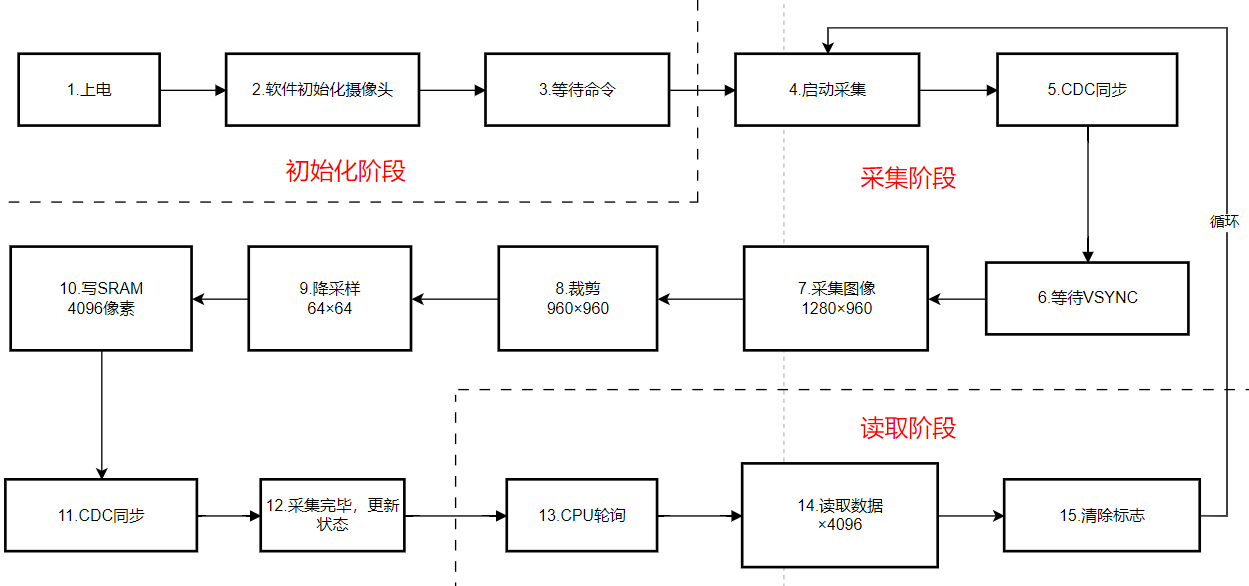 1.上电
2.软件初始化摄像头
3.等待命令
4.启动采集
5.CDC同步
初始化阶段
采集阶段
循环
10.写SRAM
4096像素
9.降采样
64×64
8.裁剪
960×960
7.采集图像
1280×960
6.等待VSYNC
读取阶段
11.CDC同步
12.采集完毕，更新
状态
13.CPU轮询
14.读取数据
×4096
15.清除标志